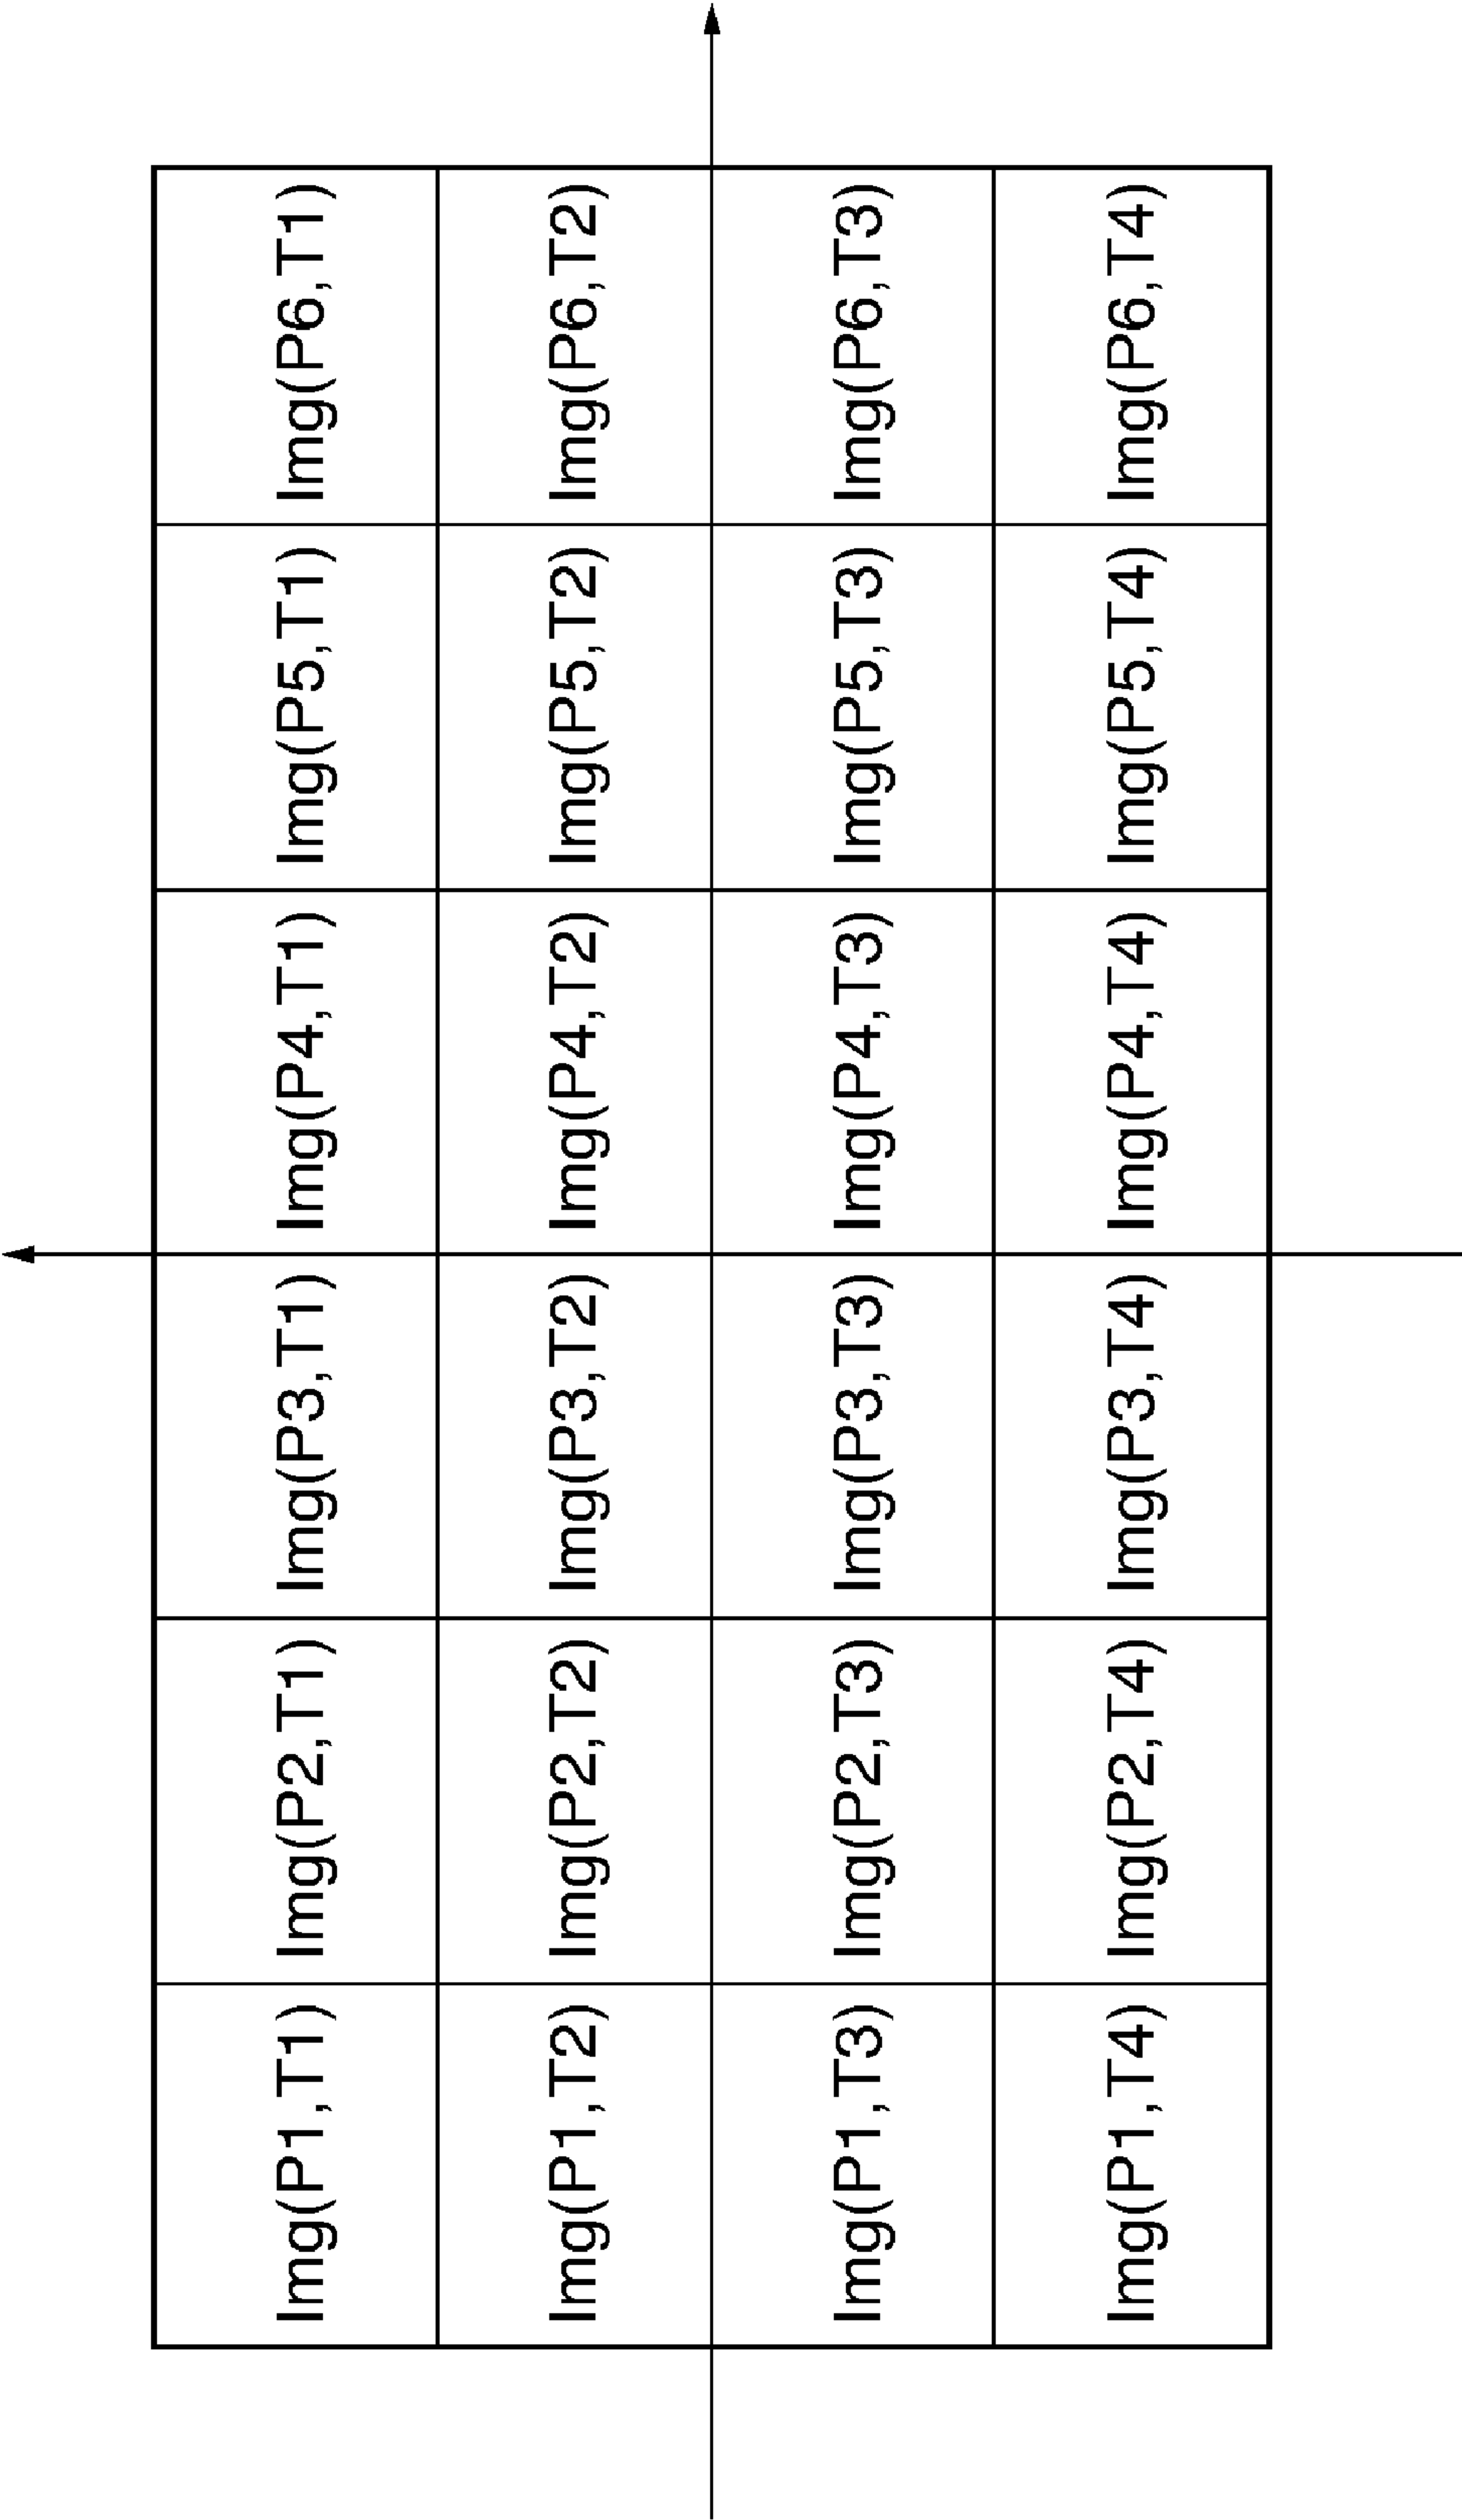 Img(P1,T1) Img(P2,T1) Img(P3,T1) Img(P4,T1) Img(P5,T1) Img(P6,T1)
Img(P1,T2) Img(P2,T2) Img(P3,T2) Img(P4,T2) Img(P5,T2) Img(P6,T2)
Img(P1,T3) Img(P2,T3) Img(P3,T3) Img(P4,T3) Img(P5,T3) Img(P6,T3)
Img(P1,T4) Img(P2,T4) Img(P3,T4) Img(P4,T4) Img(P5,T4) Img(P6,T4)